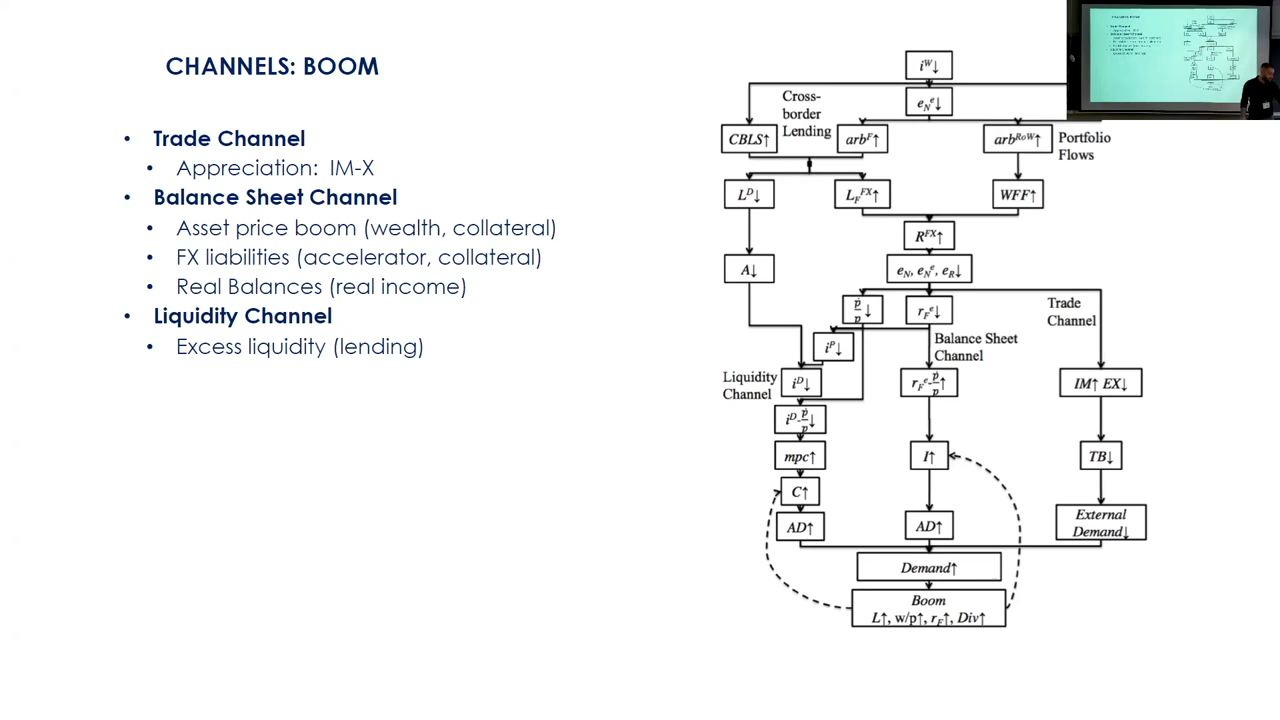 CHANNELS: BOOM
• Trade Channel
• Appreciation: IM-X
• Balance Sheet Channel
• Asset price boom (wealth, collateral)
• FX liabilities (accelerator, collateral)
• Real Balances (real income)
• Liquidity Channel
• Excess liquidity (lending)
i^W↓
e_N^e↓
Cross-
border
Lending
CBLS↑
arb^F↑
arb^RoW↑
Portfolio
Flows
L^D↓
L_F^FX↑
WFF↑
R^FX↑
A↓
e_N, e_N^e, e_R↓
ṗ/p↓
r_F^e↓
Trade
Channel
i^P↓
Balance Sheet
Channel
Liquidity
Channel
i^D↓
r_F^e-ṗ/p↑
IM↑ EX↓
i^D-ṗ/p↓
mpc↑
I↑
TB↓
C↑
AD↑
AD↑
External
Demand↓
Demand↑
Boom
L↑, w/p↑, r_F↑, Div↑